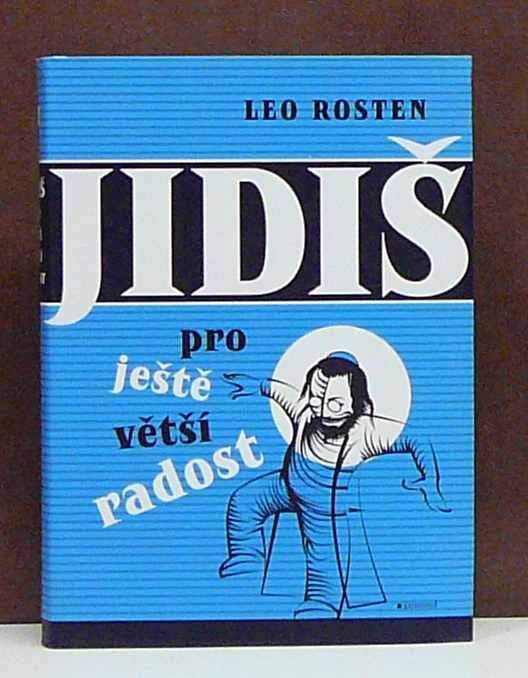 LEO ROSTEN
JIDIŠ
pro
ještě
větší
radost